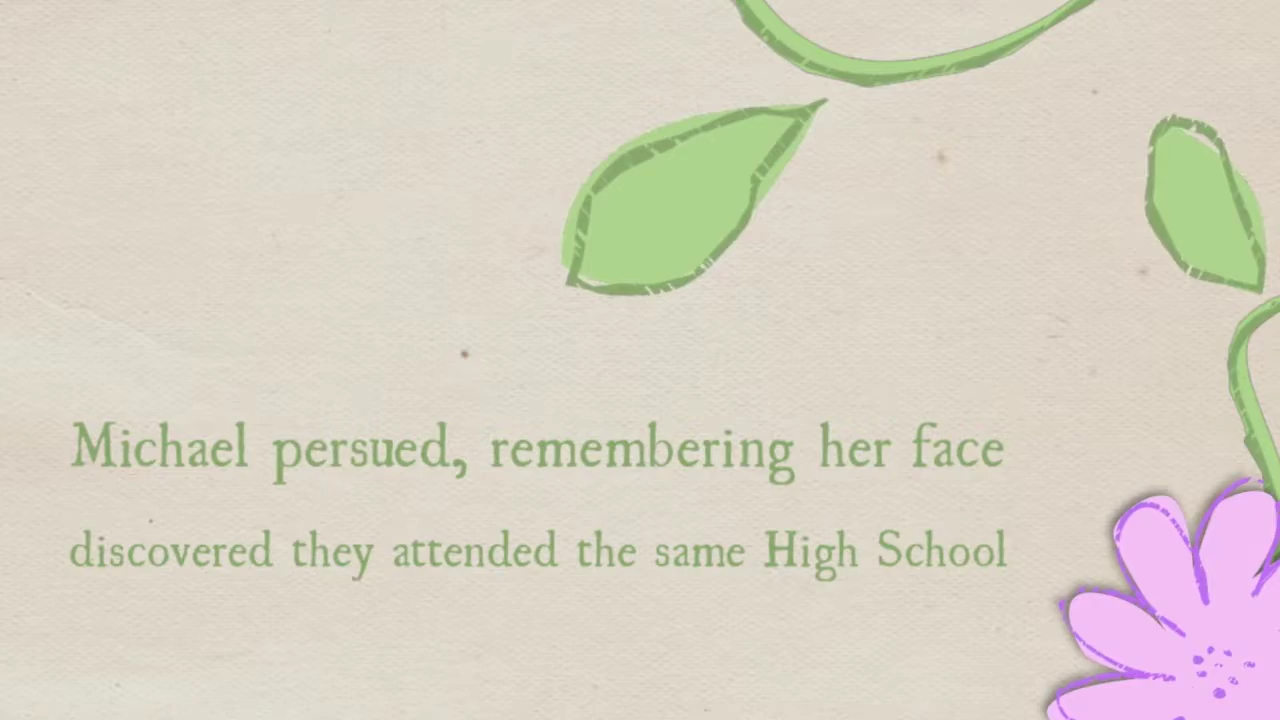 Michael persued, remembering her face
discovered they attended the same High School